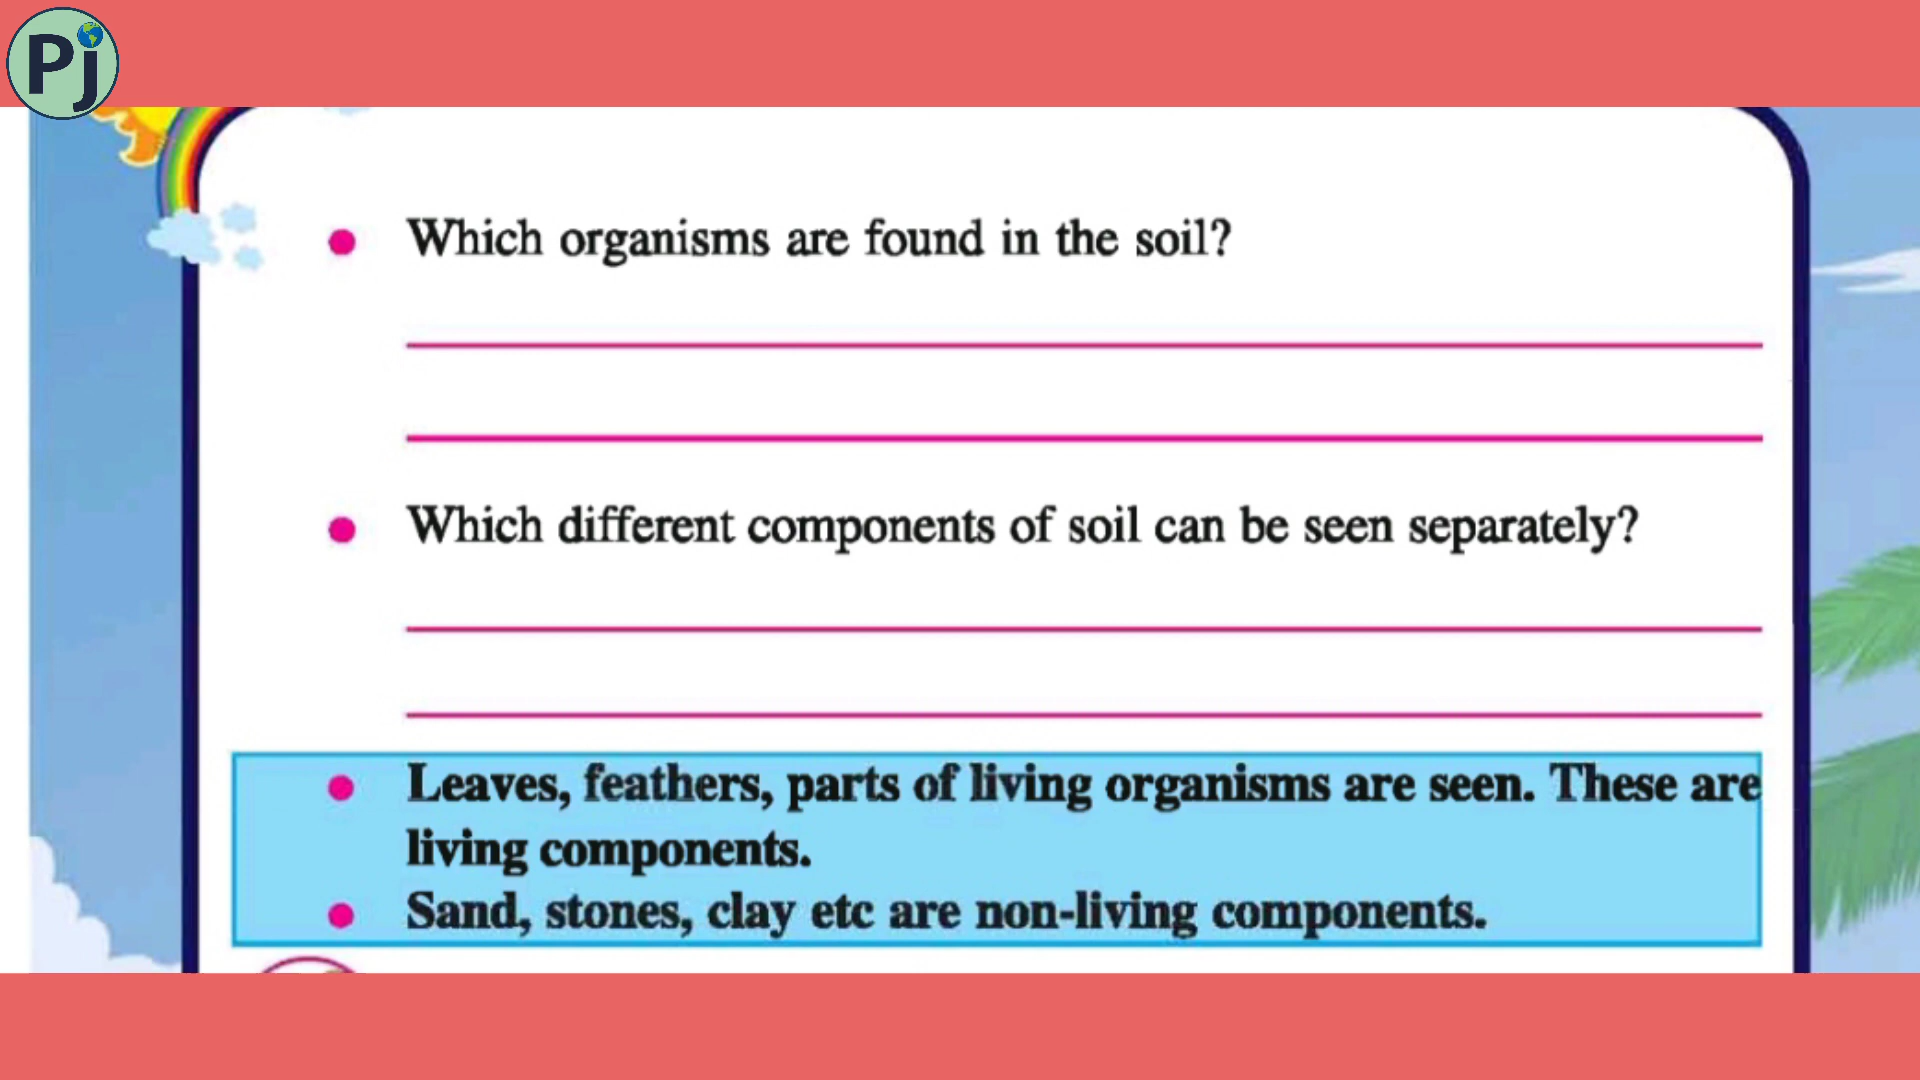 Pj
Which organisms are found in the soil?
Which different components of soil can be seen separately?
Leaves, feathers, parts of living organisms are seen. These are
living components.
Sand, stones, clay etc are non-living components.